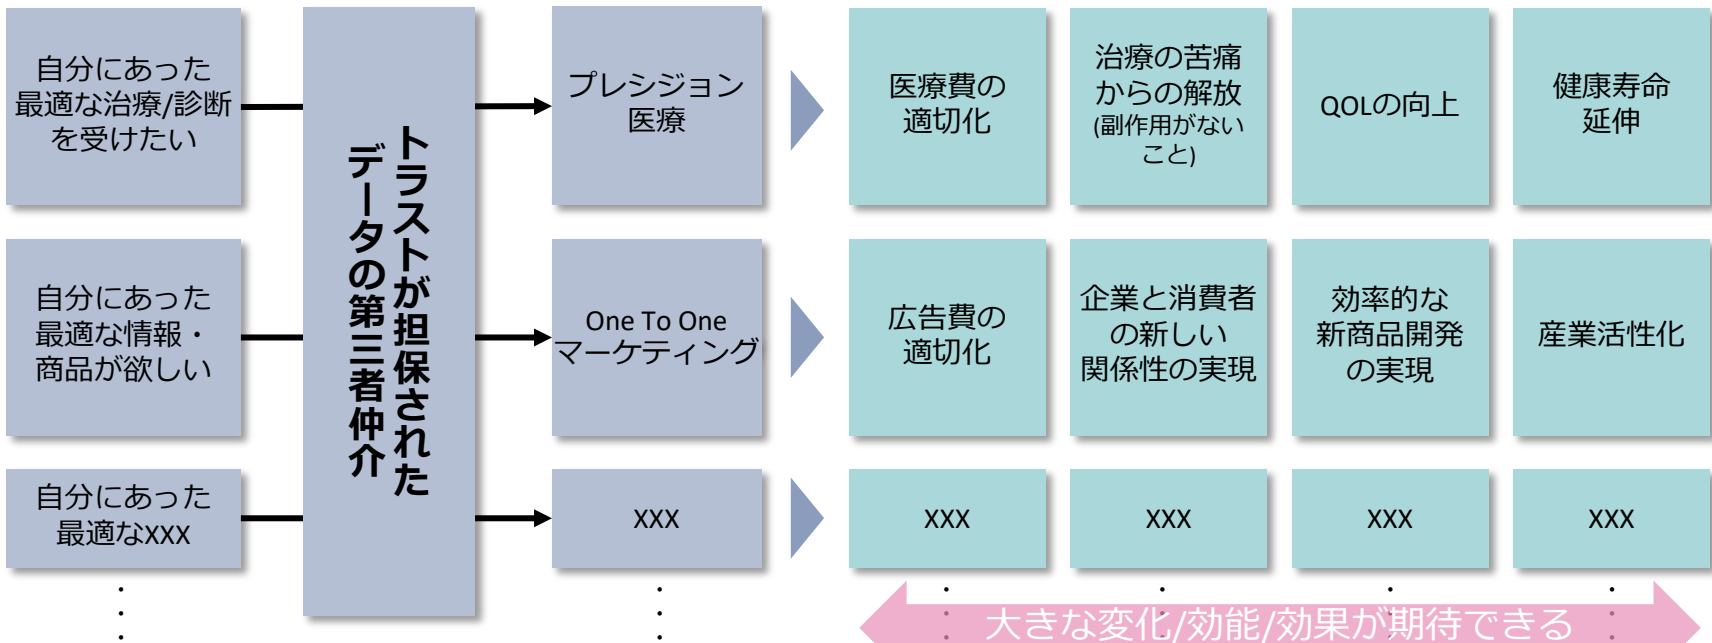 自分にあった
最適な治療/診断
を受けたい
トラストが担保された
データの第三者仲介
プレシジョン
医療
医療費の
適切化
治療の苦痛
からの解放
(副作用がない
こと)
QOLの向上
健康寿命
延伸
自分にあった
最適な情報・
商品が欲しい
One To One
マーケティング
広告費の
適切化
企業と消費者
の新しい
関係性の実現
効率的な
新商品開発
の実現
産業活性化
自分にあった
最適なXXX
XXX
XXX
XXX
XXX
XXX
大きな変化/効能/効果が期待できる